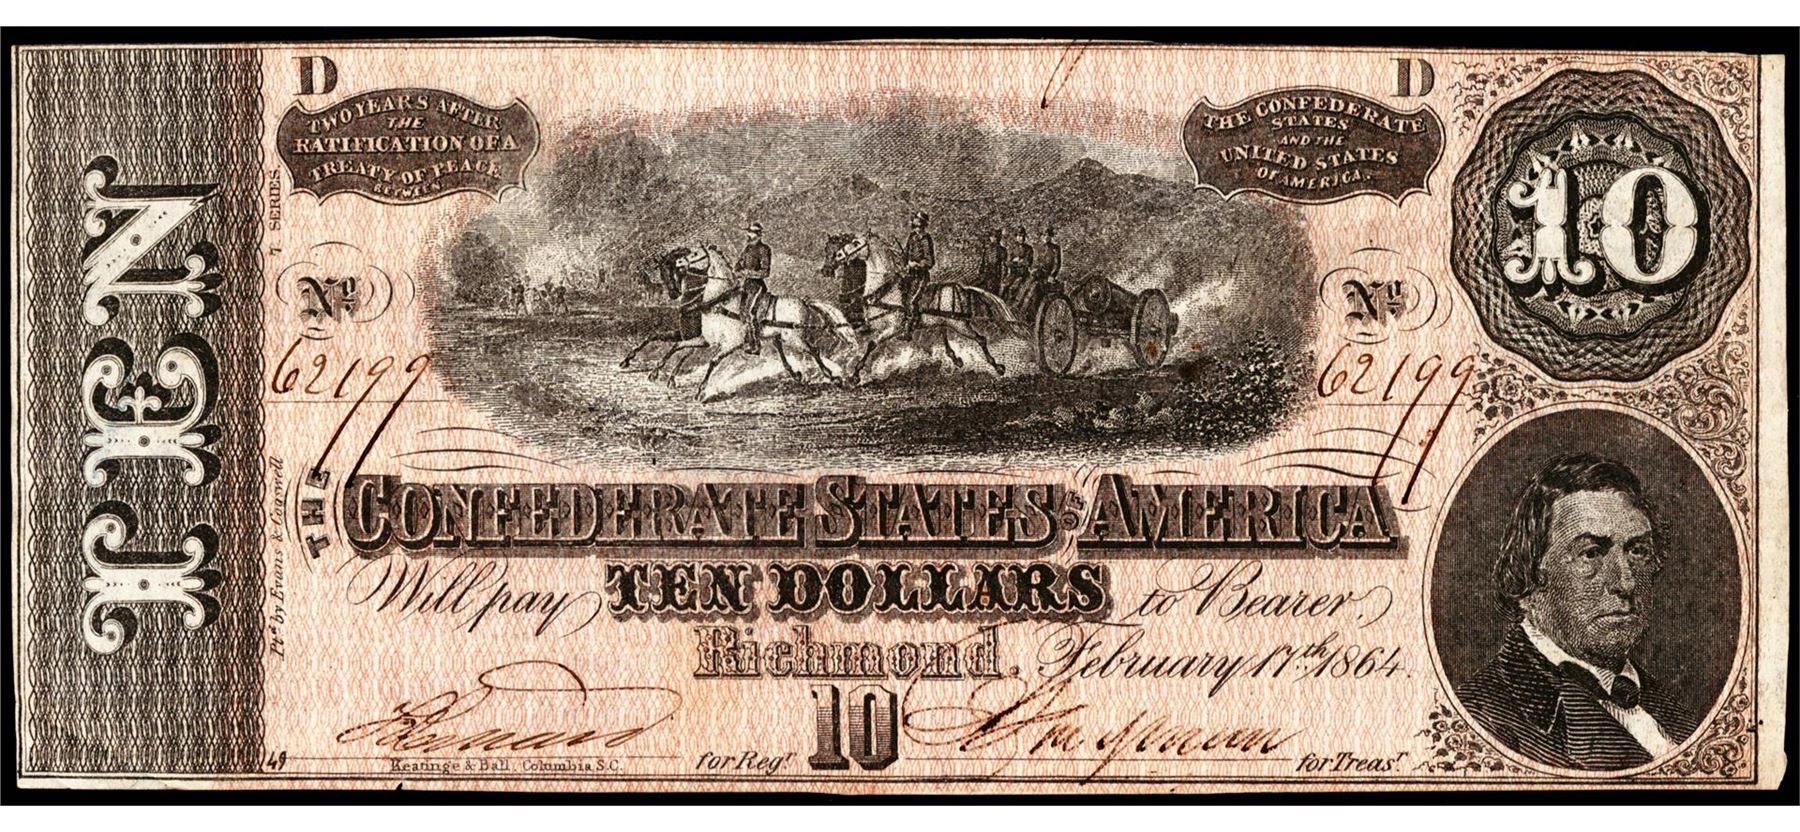 D
D
TWO YEARS AFTER
THE
RATIFICATION OF A
TREATY OF PEACE
BETWEEN
THE CONFEDERATE
STATES
AND THE
UNITED STATES
OF AMERICA.
10
TEN
7 SERIES.
No
No
62199
62199
THE CONFEDERATE STATES OF AMERICA
Will pay TEN DOLLARS to Bearer,
Richmond. February 17th, 1864.
Ptd by Evans & Cogswell
10
49
Keatinge & Ball, Columbia S.C.
for Regr
for Treasr